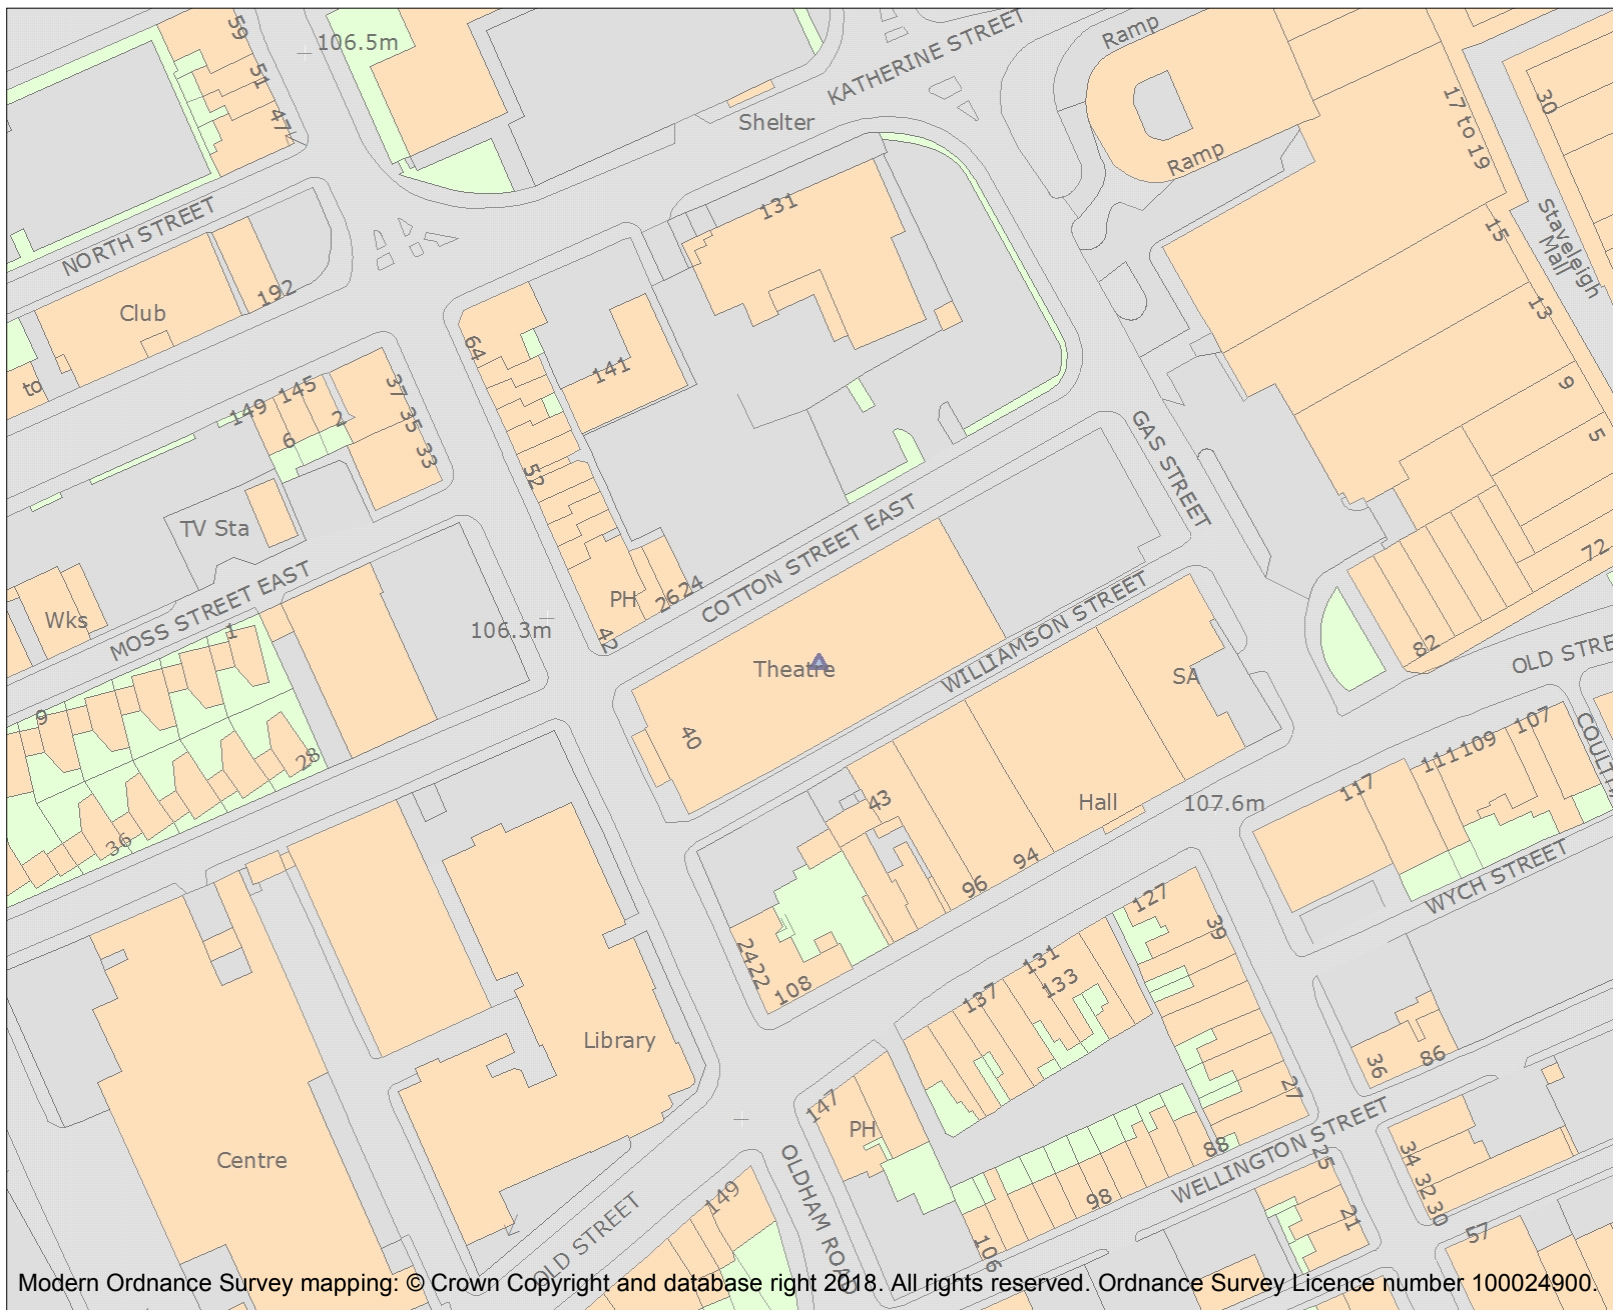 59
106.5m
51
47
KATHERINE STREET
Shelter
Ramp
Ramp
17 to 19
30
NORTH STREET
131
15
Staveleigh
Mall
192
Club
13
64
141
to
37
145
149
35
2
6
33
9
GAS STREET
5
52
TV Sta
72
COTTON STREET EAST
MOSS STREET EAST
PH
26
24
Wks
1
106.3m
42
WILLIAMSON STREET
82
OLD STRE
Theatre
SA
9
40
28
107
COULT
109
111
117
43
Hall
107.6m
36
94
96
WYCH STREET
127
39
24
22
108
131
133
137
Library
36
86
27
147
PH
WELLINGTON STREET
88
25
34
32
30
Centre
OLDHAM ROAD
149
98
21
57
106
OLD STREET
Modern Ordnance Survey mapping: © Crown Copyright and database right 2018. All rights reserved. Ordnance Survey Licence number 100024900.